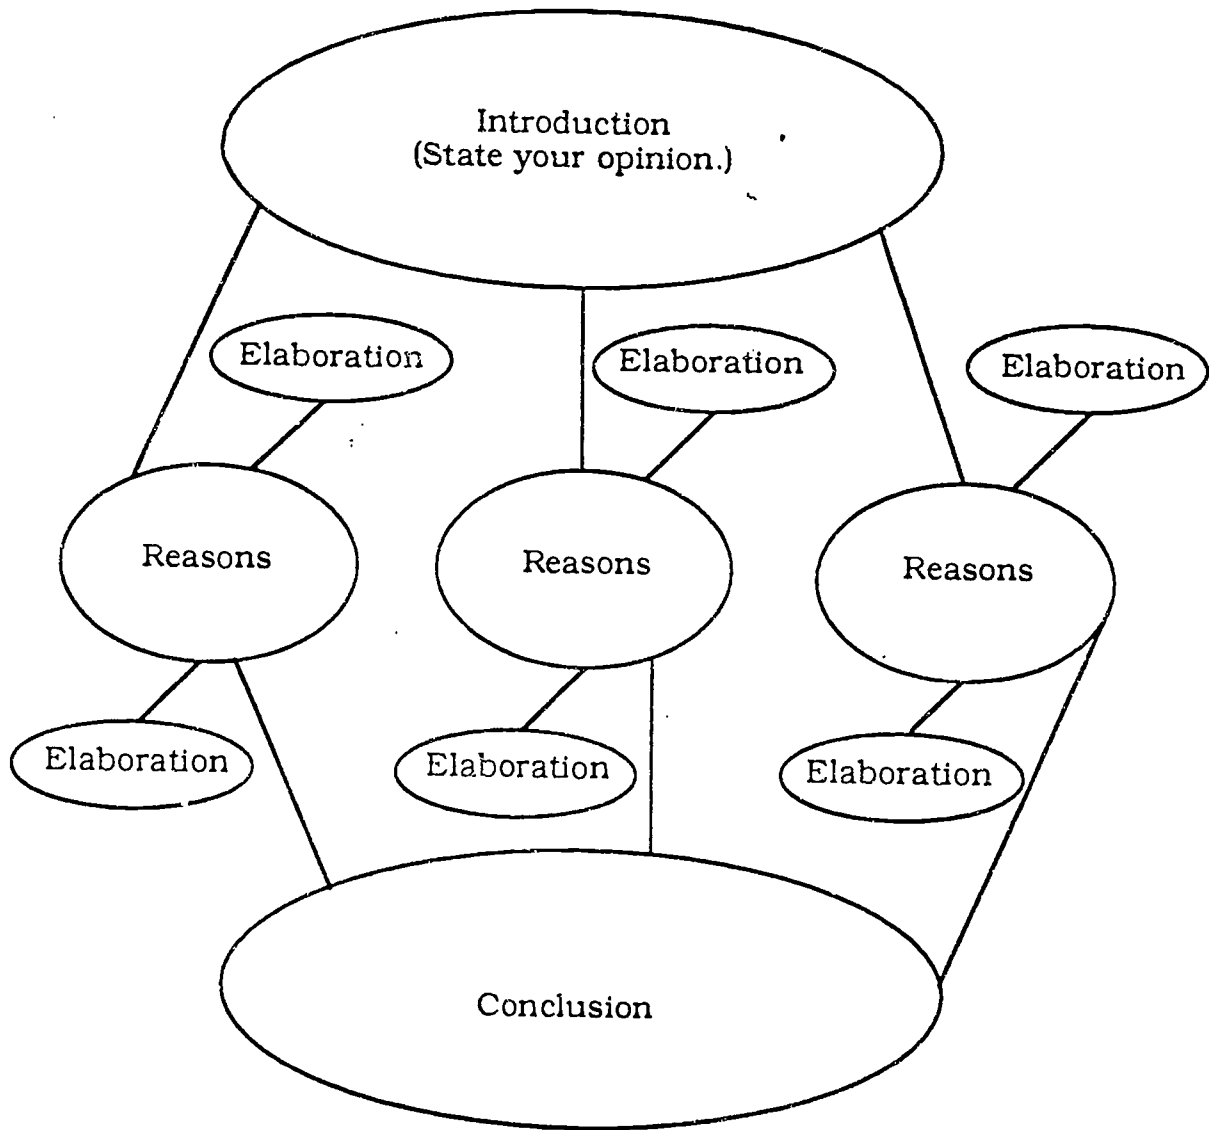 Introduction
(State your opinion.)
Elaboration
Elaboration
Elaboration
Reasons
Reasons
Reasons
Elaboration
Elaboration
Elaboration
Conclusion